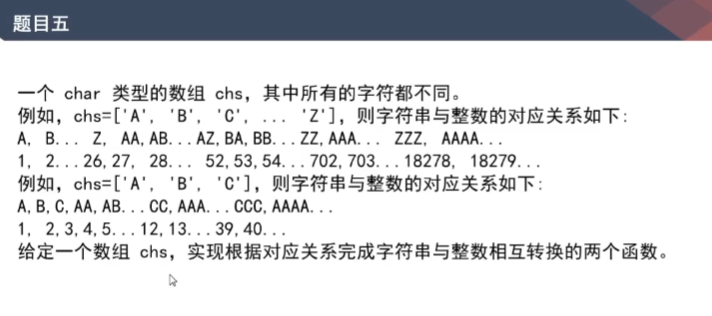 题目五
一个 char 类型的数组 chs，其中所有的字符都不同。
例如，chs=['A', 'B', 'C', ... 'Z']，则字符串与整数的对应关系如下：
A, B... Z, AA,AB...AZ,BA,BB...ZZ,AAA... ZZZ, AAAA...
1, 2...26,27, 28... 52,53,54...702,703...18278, 18279...
例如，chs=['A', 'B', 'C']，则字符串与整数的对应关系如下：
A,B,C,AA,AB...CC,AAA...CCC,AAAA...
1, 2,3,4,5...12,13...39,40...
给定一个数组 chs，实现根据对应关系完成字符串与整数相互转换的两个函数。